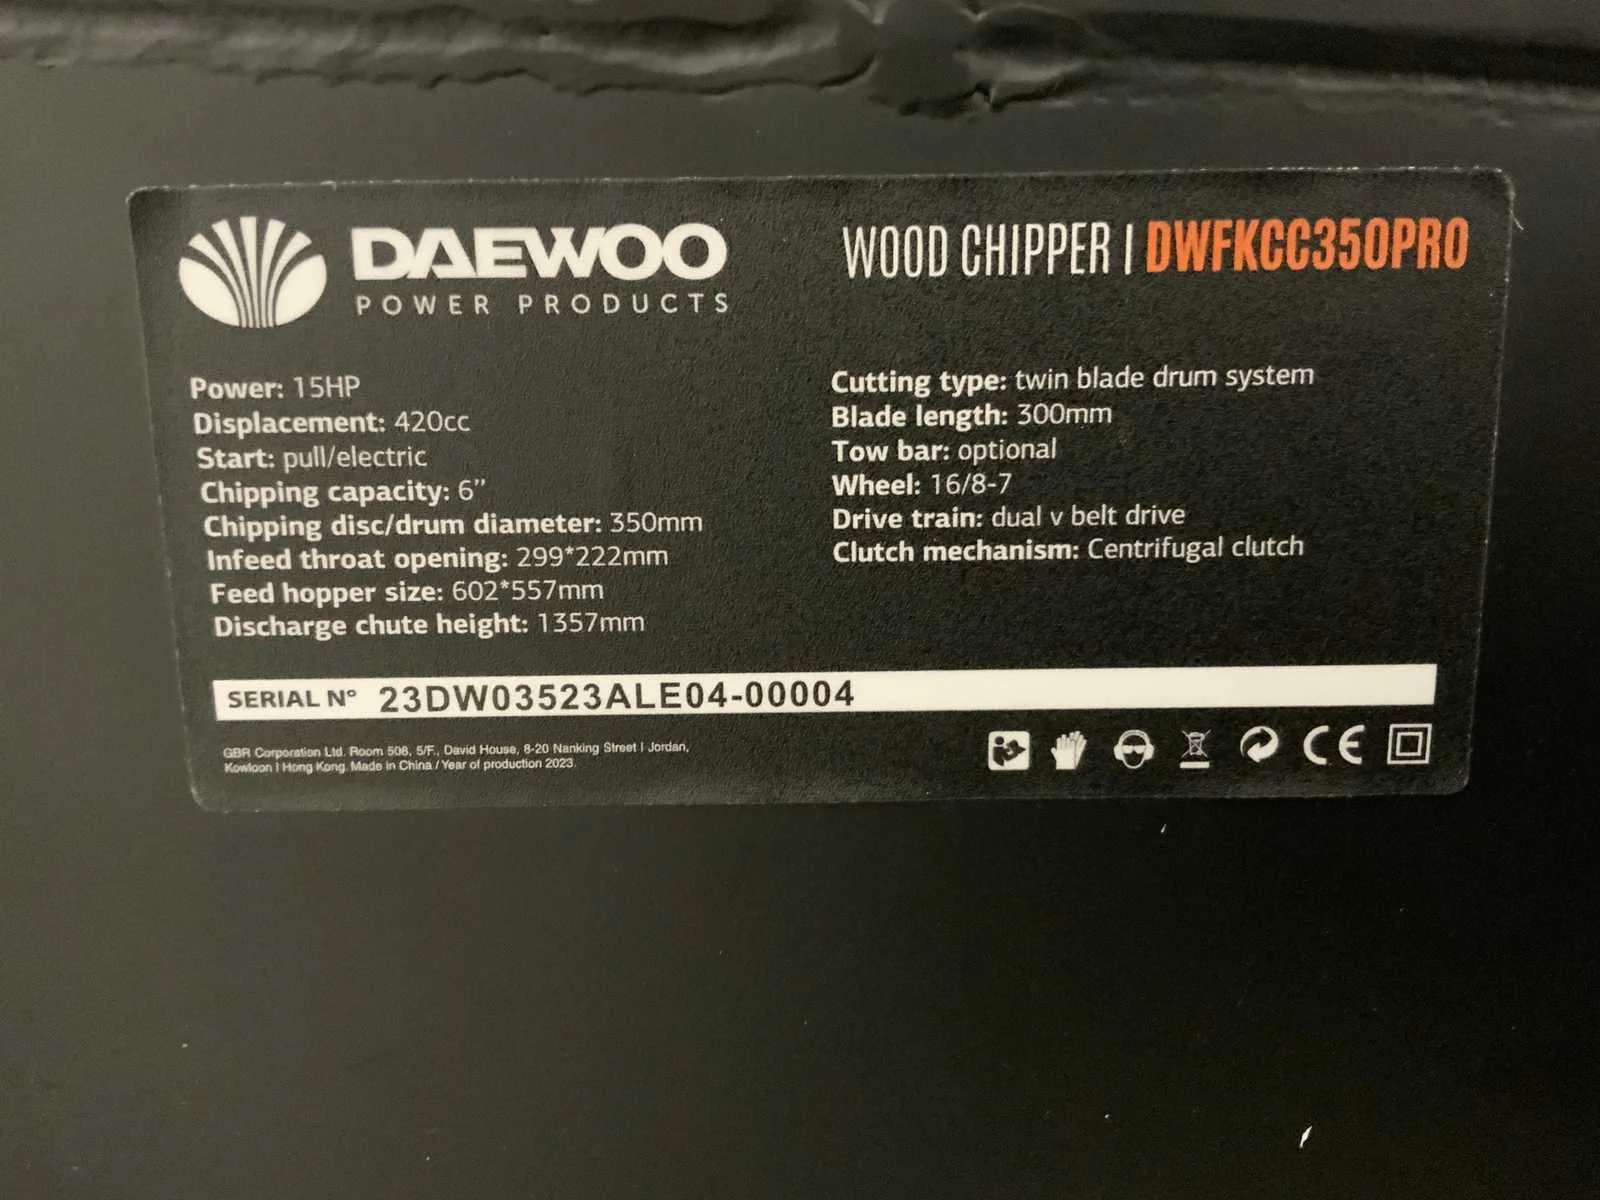 DAEWOO
POWER PRODUCTS
WOOD CHIPPER | DWFKCC350PRO
Power: 15HP
Displacement: 420cc
Start: pull/electric
Chipping capacity: 6”
Chipping disc/drum diameter: 350mm
Infeed throat opening: 299*222mm
Feed hopper size: 602*557mm
Discharge chute height: 1357mm
Cutting type: twin blade drum system
Blade length: 300mm
Tow bar: optional
Wheel: 16/8-7
Drive train: dual v belt drive
Clutch mechanism: Centrifugal clutch
SERIAL N° 23DW03523ALE04-00004
GBR Corporation Ltd. Room 508, 5/F., David House, 8-20 Nanking Street | Jordan,
Kowloon | Hong Kong. Made in China / Year of production 2023.
CE